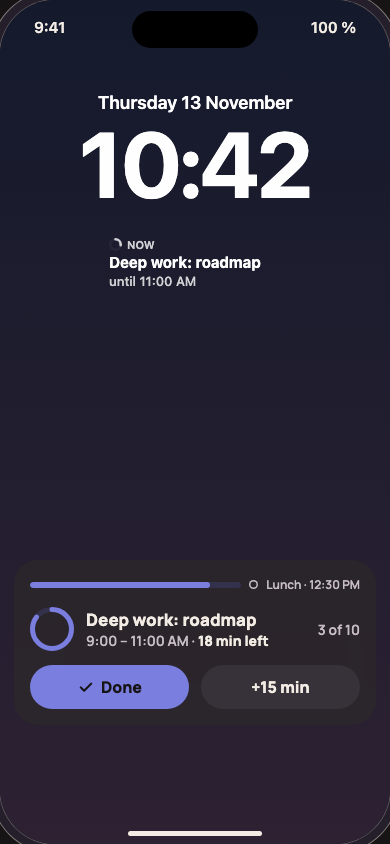 9:41
100 %
Thursday 13 November
10:42
NOW
Deep work: roadmap
until 11:00 AM
Lunch · 12:30 PM
Deep work: roadmap
9:00 – 11:00 AM · 18 min left
3 of 10
Done
+15 min